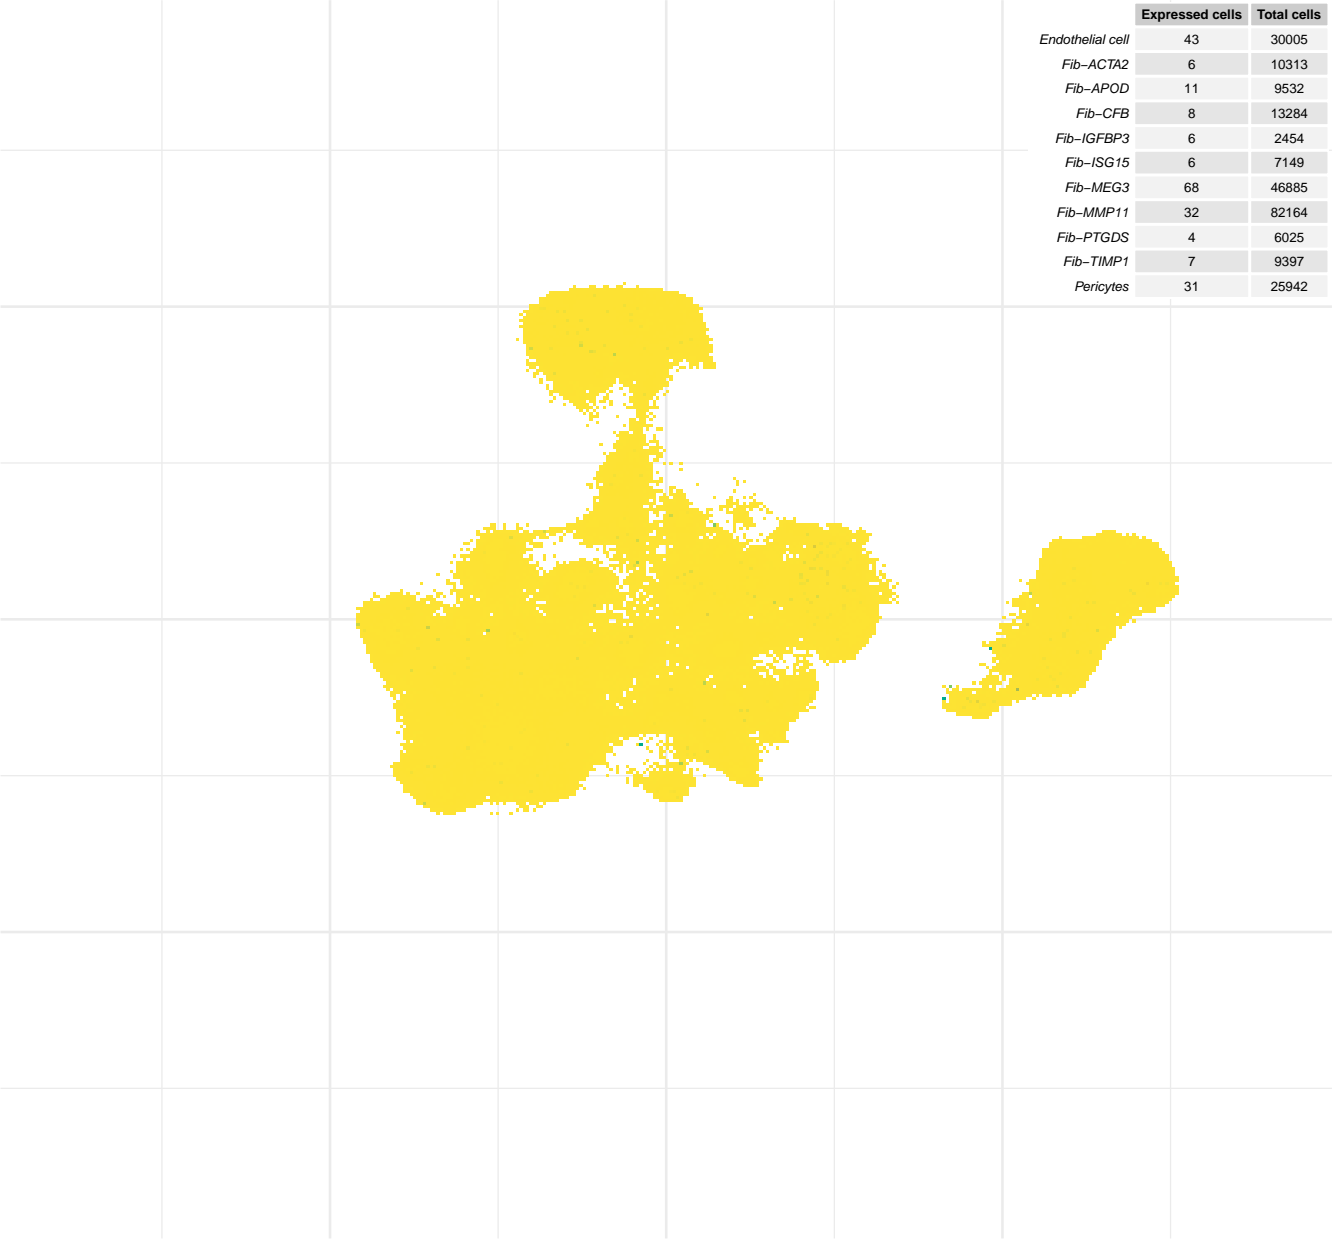 Expressed cells Total cells
Endothelial cell 43 30005
Fib−ACTA2 6 10313
Fib−APOD 11 9532
Fib−CFB 8 13284
Fib−IGFBP3 6 2454
Fib−ISG15 6 7149
Fib−MEG3 68 46885
Fib−MMP11 32 82164
Fib−PTGDS 4 6025
Fib−TIMP1 7 9397
Pericytes 31 25942